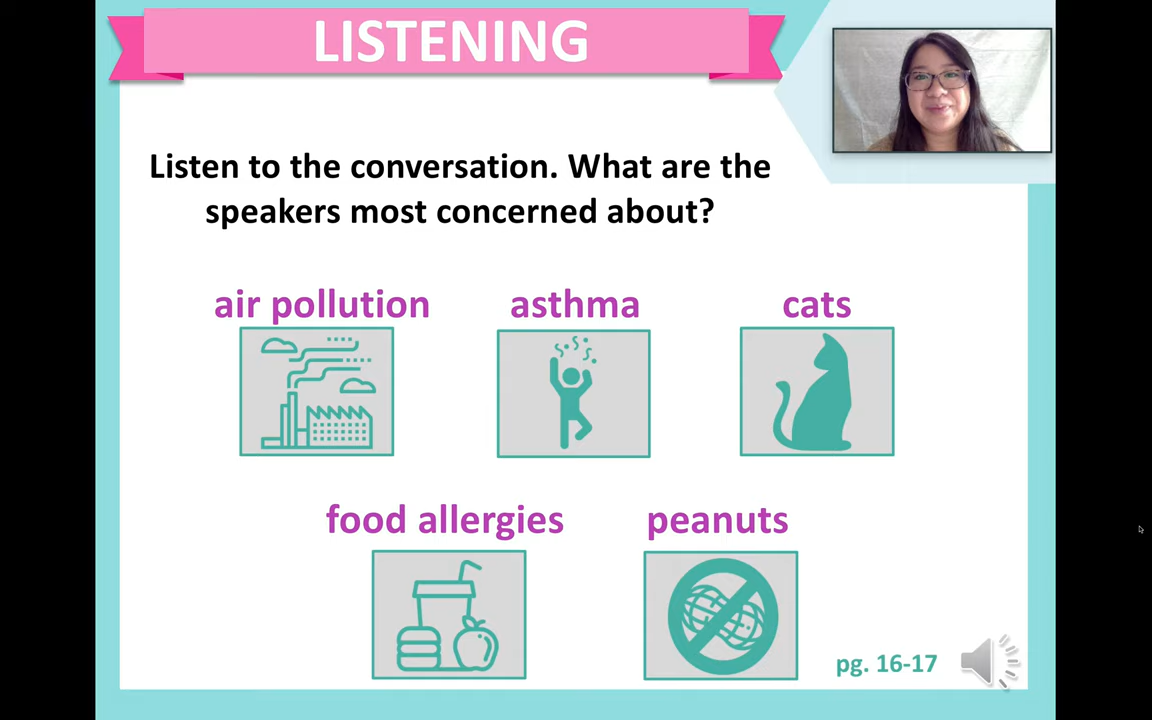 LISTENING
Listen to the conversation. What are the
speakers most concerned about?
air pollution
asthma
cats
food allergies
peanuts
pg. 16-17